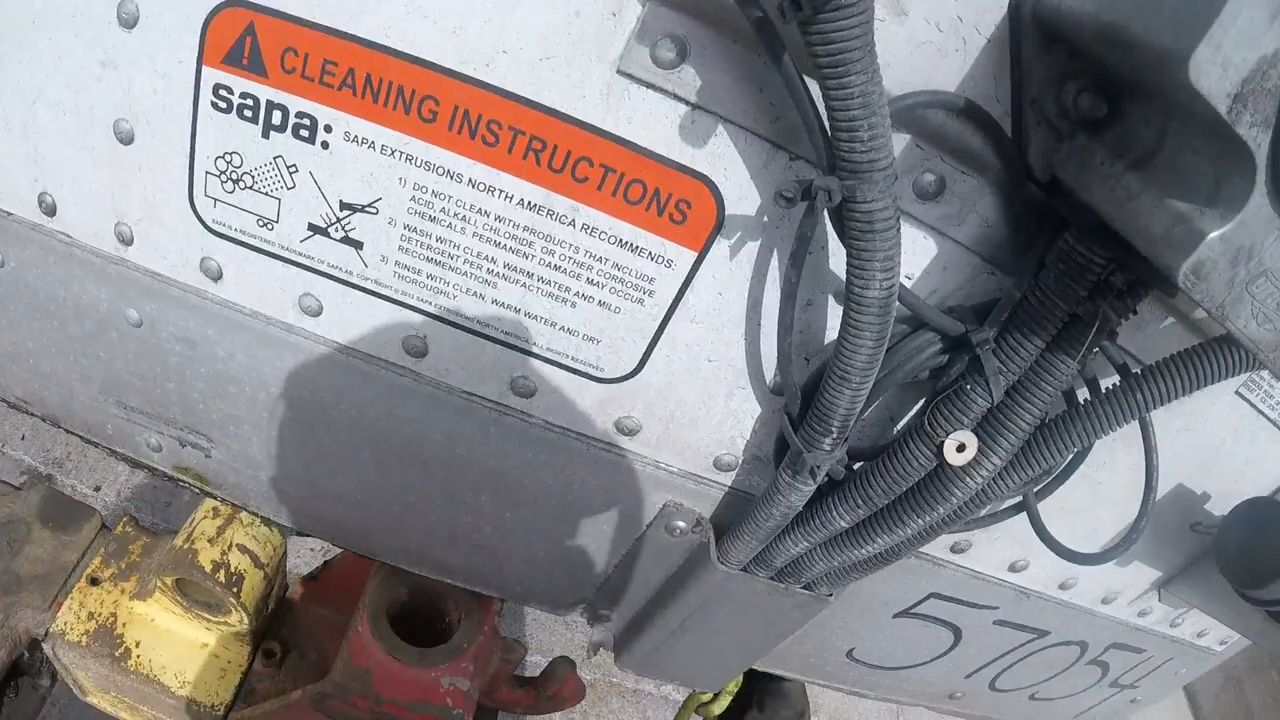 CLEANING INSTRUCTIONS
sapa:
SAPA EXTRUSIONS NORTH AMERICA RECOMMENDS:
1) DO NOT CLEAN WITH PRODUCTS THAT INCLUDE
ACID, ALKALI, CHLORIDE, OR OTHER CORROSIVE
CHEMICALS. PERMANENT DAMAGE MAY OCCUR.
2) WASH WITH CLEAN, WARM WATER AND MILD
DETERGENT PER MANUFACTURER'S
RECOMMENDATIONS.
3) RINSE WITH CLEAN, WARM WATER AND DRY
THOROUGHLY.
SAPA IS A REGISTERED TRADEMARK OF SAPA AB. COPYRIGHT © 2013 SAPA EXTRUSIONS NORTH AMERICA, ALL RIGHTS RESERVED.
57054